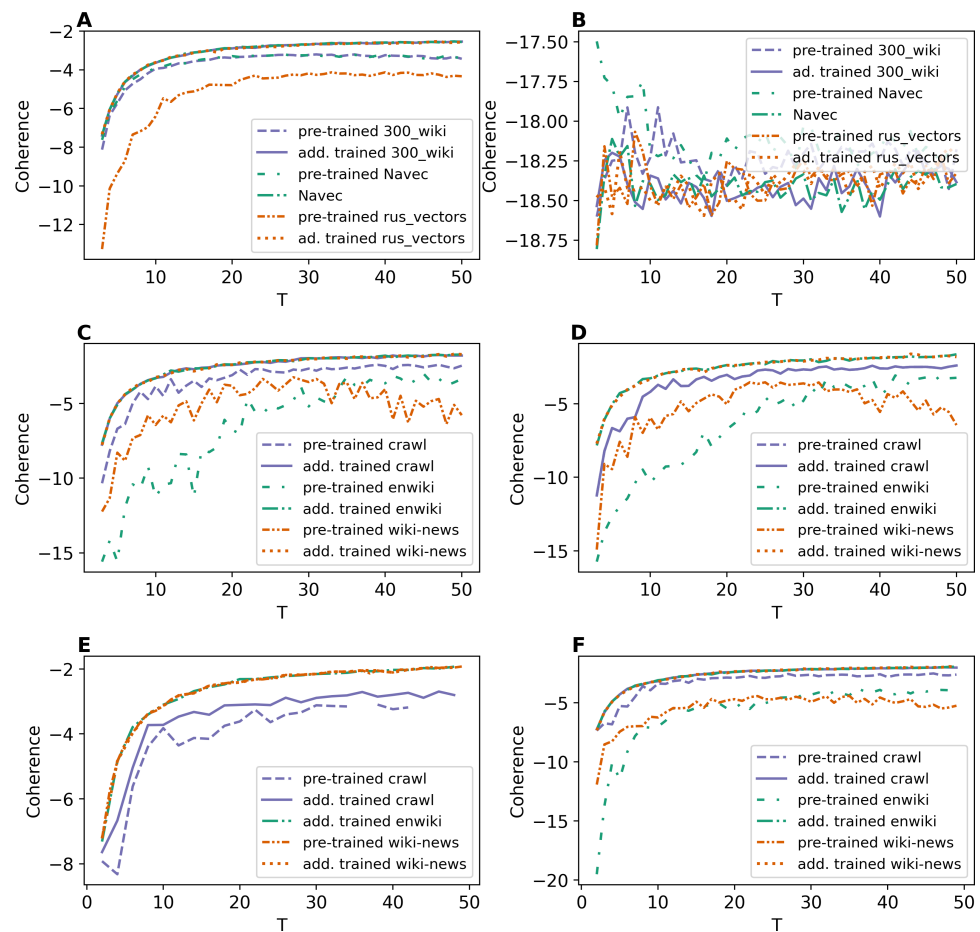 A
−2
−4
−6
−8
−10
−12
Coherence
10
20
30
40
50
T
pre-trained 300_wiki
add. trained 300_wiki
pre-trained Navec
Navec
pre-trained rus_vectors
ad. trained rus_vectors
B
−17.50
−17.75
−18.00
−18.25
−18.50
−18.75
Coherence
10
20
30
40
50
T
pre-trained 300_wiki
ad. trained 300_wiki
pre-trained Navec
Navec
pre-trained rus_vectors
ad. trained rus_vectors
C
−5
−10
−15
Coherence
10
20
30
40
50
T
pre-trained crawl
add. trained crawl
pre-trained enwiki
add. trained enwiki
pre-trained wiki-news
add. trained wiki-news
D
−5
−10
−15
Coherence
10
20
30
40
50
T
pre-trained crawl
add. trained crawl
pre-trained enwiki
add. trained enwiki
pre-trained wiki-news
add. trained wiki-news
E
−2
−4
−6
−8
Coherence
0
10
20
30
40
50
T
pre-trained crawl
add. trained crawl
add. trained enwiki
pre-trained wiki-news
add. trained wiki-news
F
−5
−10
−15
−20
Coherence
0
10
20
30
40
50
T
pre-trained crawl
add. trained crawl
pre-trained enwiki
add. trained enwiki
pre-trained wiki-news
add. trained wiki-news